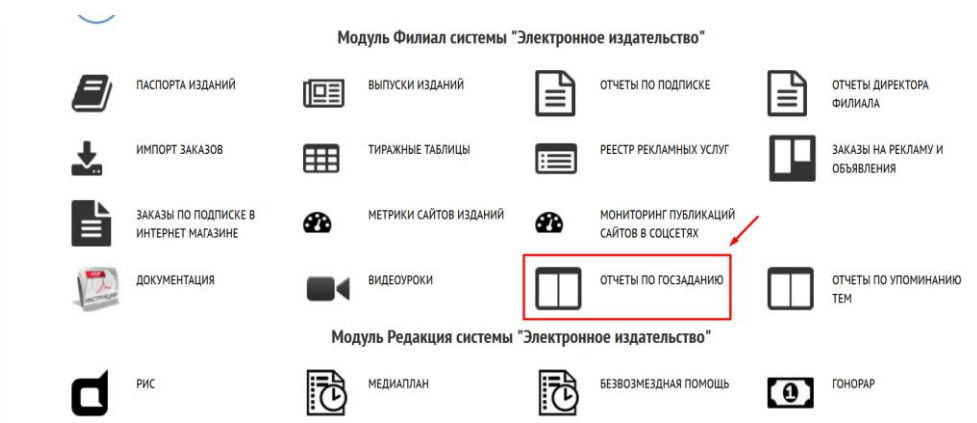 Модуль Филиал системы "Электронное издательство"
ПАСПОРТА ИЗДАНИЙ
ВЫПУСКИ ИЗДАНИЙ
ОТЧЕТЫ ПО ПОДПИСКЕ
ОТЧЕТЫ ДИРЕКТОРА
ФИЛИАЛА
ИМПОРТ ЗАКАЗОВ
ТИРАЖНЫЕ ТАБЛИЦЫ
РЕЕСТР РЕКЛАМНЫХ УСЛУГ
ЗАКАЗЫ НА РЕКЛАМУ И
ОБЪЯВЛЕНИЯ
ЗАКАЗЫ ПО ПОДПИСКЕ В
ИНТЕРНЕТ МАГАЗИНЕ
МЕТРИКИ САЙТОВ ИЗДАНИЙ
МОНИТОРИНГ ПУБЛИКАЦИЙ
САЙТОВ В СОЦСЕТЯХ
ДОКУМЕНТАЦИЯ
ВИДЕОУРОКИ
ОТЧЕТЫ ПО ГОСЗАДАНИЮ
ОТЧЕТЫ ПО УПОМИНАНИЮ
ТЕМ
Модуль Редакция системы "Электронное издательство"
РИС
МЕДИАПЛАН
БЕЗВОЗМЕЗДНАЯ ПОМОЩЬ
1
ГОНОРАР